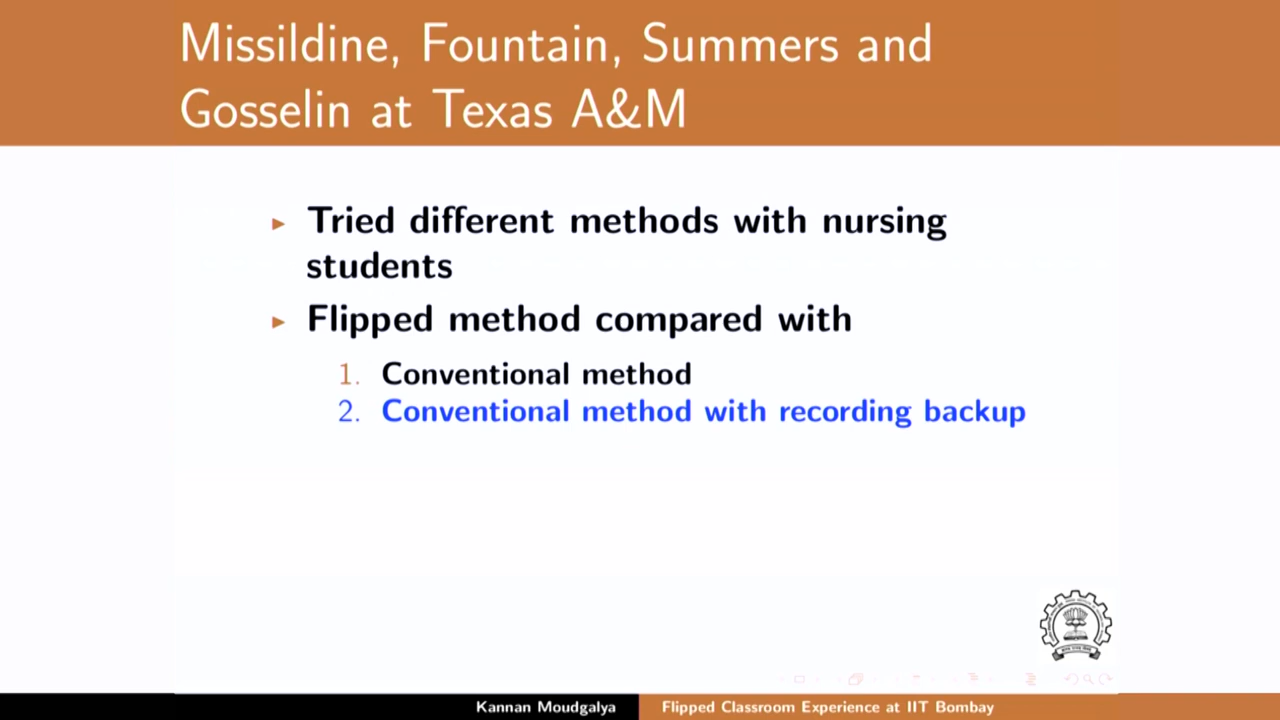 Missildine, Fountain, Summers and
Gosselin at Texas A&M
Tried different methods with nursing
students
Flipped method compared with
1. Conventional method
2. Conventional method with recording backup
Kannan Moudgalya
Flipped Classroom Experience at IIT Bombay